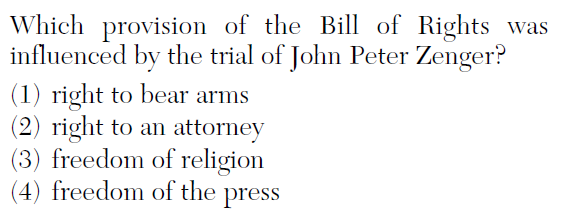 Which provision of the Bill of Rights was
influenced by the trial of John Peter Zenger?
(1) right to bear arms
(2) right to an attorney
(3) freedom of religion
(4) freedom of the press